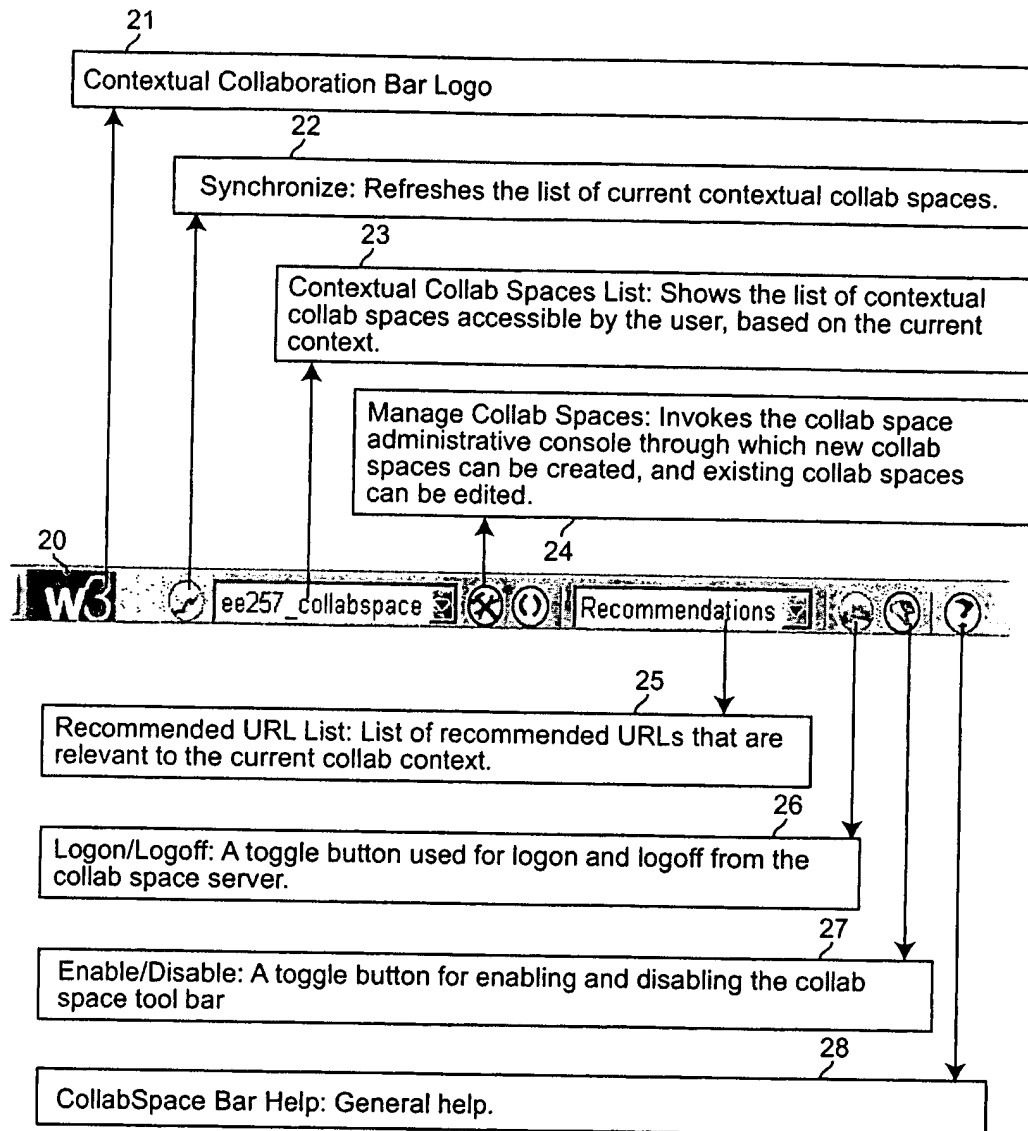 21
Contextual Collaboration Bar Logo
22
Synchronize: Refreshes the list of current contextual collab spaces.
23
Contextual Collab Spaces List: Shows the list of contextual
collab spaces accessible by the user, based on the current
context.
Manage Collab Spaces: Invokes the collab space
administrative console through which new collab
spaces can be created, and existing collab spaces
can be edited.
24
20
w3 ee257_collabspace Recommendations ?
25
Recommended URL List: List of recommended URLs that are
relevant to the current collab context.
26
Logon/Logoff: A toggle button used for logon and logoff from the
collab space server.
27
Enable/Disable: A toggle button for enabling and disabling the collab
space tool bar
28
CollabSpace Bar Help: General help.